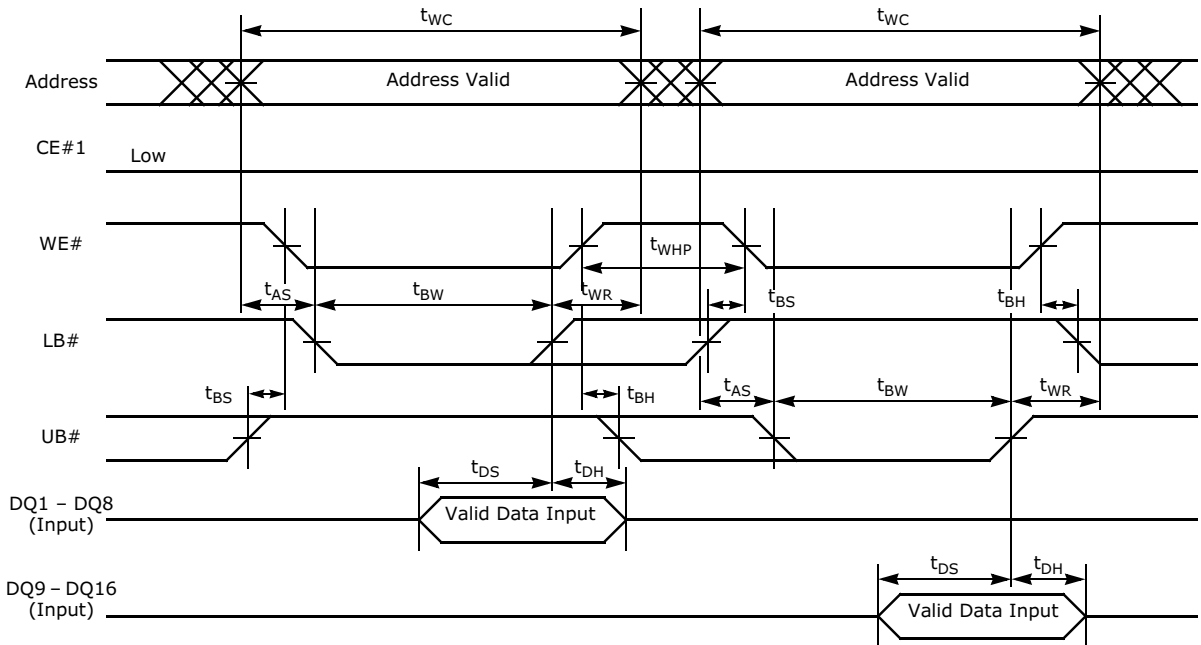 tWC tWC
Address Address Valid Address Valid
CE#1 Low
WE#
tWHP
tAS tBW tWR tBS tBH
LB#
tBS tBH tAS tBW tWR
UB#
tDS tDH
DQ1 – DQ8
(Input)
Valid Data Input
tDS tDH
DQ9 – DQ16
(Input)
Valid Data Input